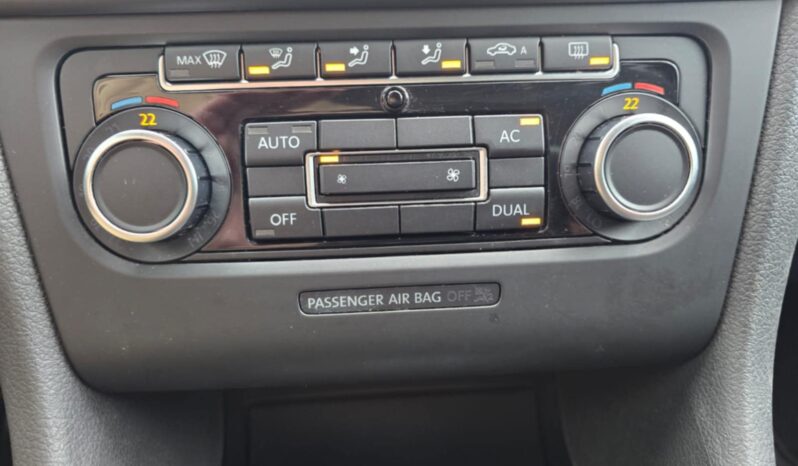 MAX
A
22
22
AUTO
AC
OFF
DUAL
PASSENGER AIR BAG OFF